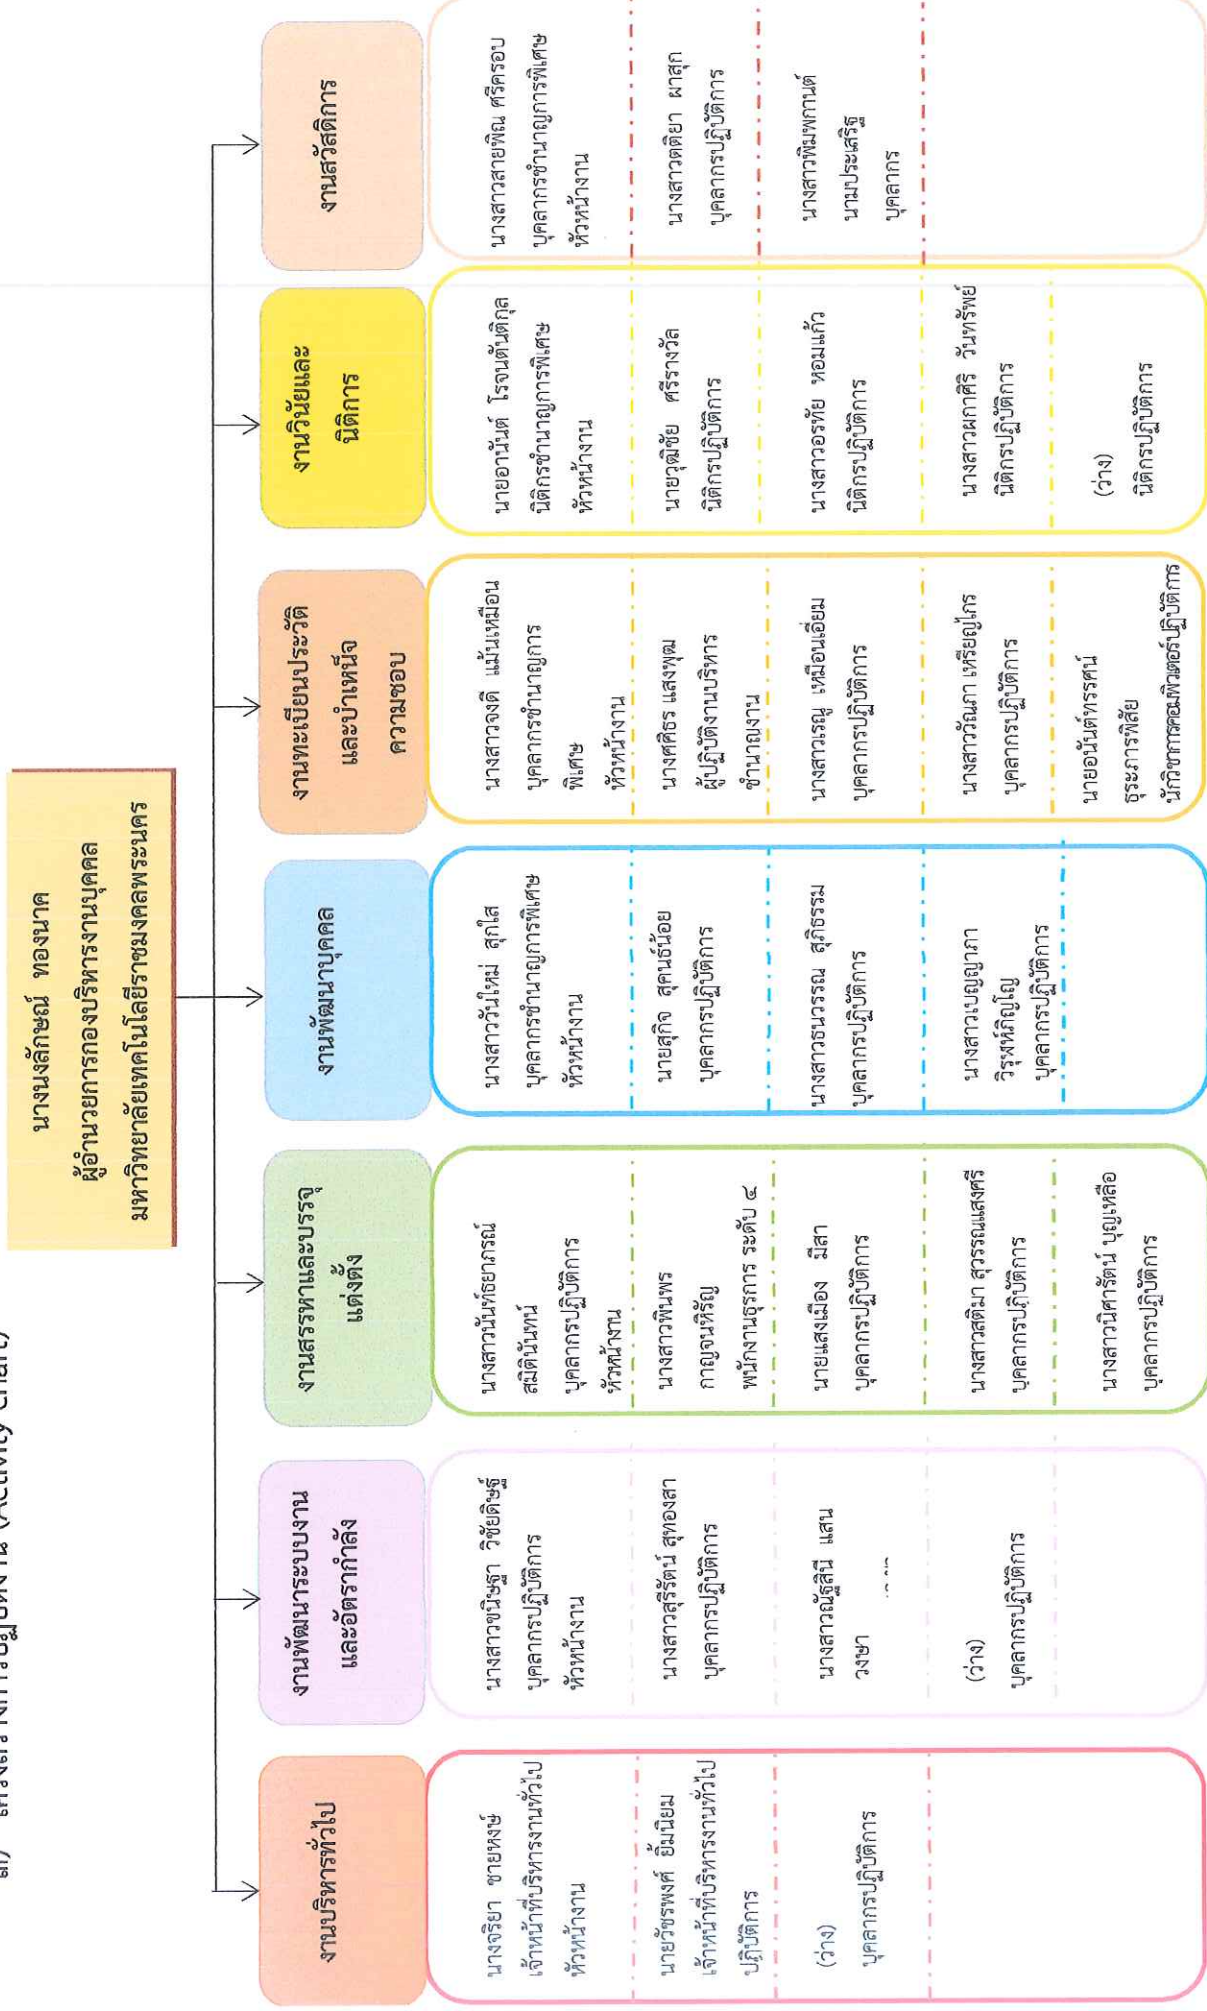 ๓) โครงสร้างการปฏิบัติงาน (Activity Chart)
นางนงลักษณ์ ทองนาค
ผู้อำนวยการกองบริหารงานบุคคล
มหาวิทยาลัยเทคโนโลยีราชมงคลพระนคร
งานบริหารทั่วไป
นางจริยา ชายหงษ์
เจ้าหน้าที่บริหารงานทั่วไป
หัวหน้างาน
นายวัชรพงศ์ ยิ้มนิยม
เจ้าหน้าที่บริหารงานทั่วไป
ปฏิบัติการ
(ว่าง)
บุคลากรปฏิบัติการ
งานพัฒนาระบบงาน
และอัตรากำลัง
นางสาวขนิษฐา วิชัยดิษฐ์
บุคลากรปฏิบัติการ
หัวหน้างาน
นางสาวสุรีรัตน์ สุทองสา
บุคลากรปฏิบัติการ
นางสาวณัฐสินี แสน
วงษา
(ว่าง)
บุคลากรปฏิบัติการ
งานสรรหาและบรรจุ
แต่งตั้ง
นางสาวนันท์ธยาภรณ์
สมิตินันทน์
บุคลากรปฏิบัติการ
หัวหน้างาน
นางสาวพินพร
กาญจนหิรัญ
พนักงานธุรการ ระดับ ๔
นายแสงเมือง มีสา
บุคลากรปฏิบัติการ
นางสาวสติมา สุวรรณแสงศรี
บุคลากรปฏิบัติการ
นางสาวนิศารัตน์ บุญเหลือ
บุคลากรปฏิบัติการ
งานพัฒนาบุคคล
นางสาววันใหม่ สุกใส
บุคลากรชำนาญการพิเศษ
หัวหน้างาน
นายสุกิจ สุคนธ์น้อย
บุคลากรปฏิบัติการ
นางสาวธนวรรณ สุภิธรรม
บุคลากรปฏิบัติการ
นางสาวเบญญาภา
วิรุฬห์ภิญโญ
บุคลากรปฏิบัติการ
งานทะเบียนประวัติ
และบำเหน็จ
ความชอบ
นางสาวจงดี แม้นเหมือน
บุคลากรชำนาญการ
พิเศษ
หัวหน้างาน
นางศศิธร แสงพุฒ
ผู้ปฏิบัติงานบริหาร
ชำนาญงาน
นางสาวเรณู เหมือนเอี่ยม
บุคลากรปฏิบัติการ
นางสาววัณภา เหรียญไกร
บุคลากรปฏิบัติการ
นายอนันต์ทรรศน์
ธุระภารพิสัย
นักวิชาการคอมพิวเตอร์ปฏิบัติการ
งานวินัยและ
นิติการ
นายอานันต์ โรจนตันติกุล
นิติกรชำนาญการพิเศษ
หัวหน้างาน
นายวุฒิชัย ศรีรางวัล
นิติกรปฏิบัติการ
นางสาวอรทัย หอมแก้ว
นิติกรปฏิบัติการ
นางสาวผกาศิริ วันทรัพย์
นิติกรปฏิบัติการ
(ว่าง)
นิติกรปฏิบัติการ
งานสวัสดิการ
นางสาวสายพิณ ศรีครอบ
บุคลากรชำนาญการพิเศษ
หัวหน้างาน
นางสาวตติยา ผาสุก
บุคลากรปฏิบัติการ
นางสาวพิมพกานต์
นามประเสริฐ
บุคลากร